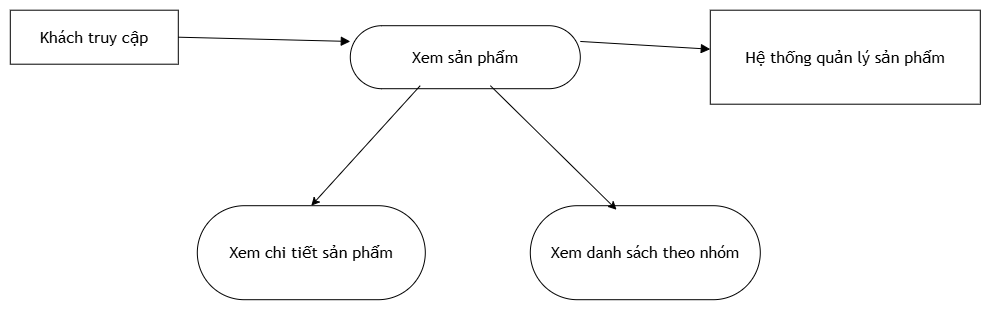 Khách truy cập
Xem sản phẩm
Hệ thống quản lý sản phẩm
Xem chi tiết sản phẩm
Xem danh sách theo nhóm